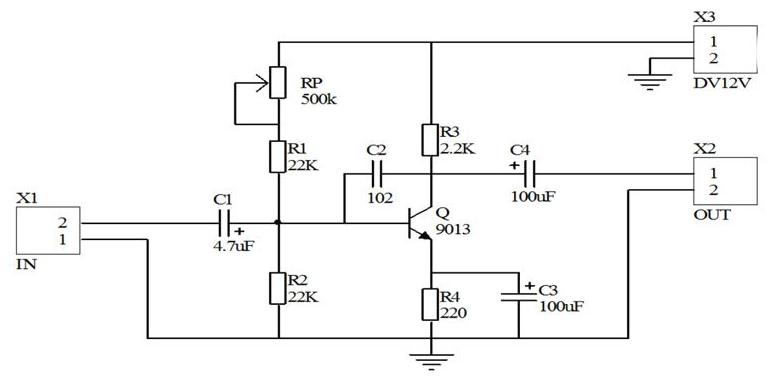 X3
1
2
DV12V
RP
500k
R1
22K
C2
102
R3
2.2K
C4
+
100uF
X2
1
2
OUT
X1
2
1
IN
C1
+
4.7uF
Q
9013
R2
22K
R4
220
+
C3
100uF